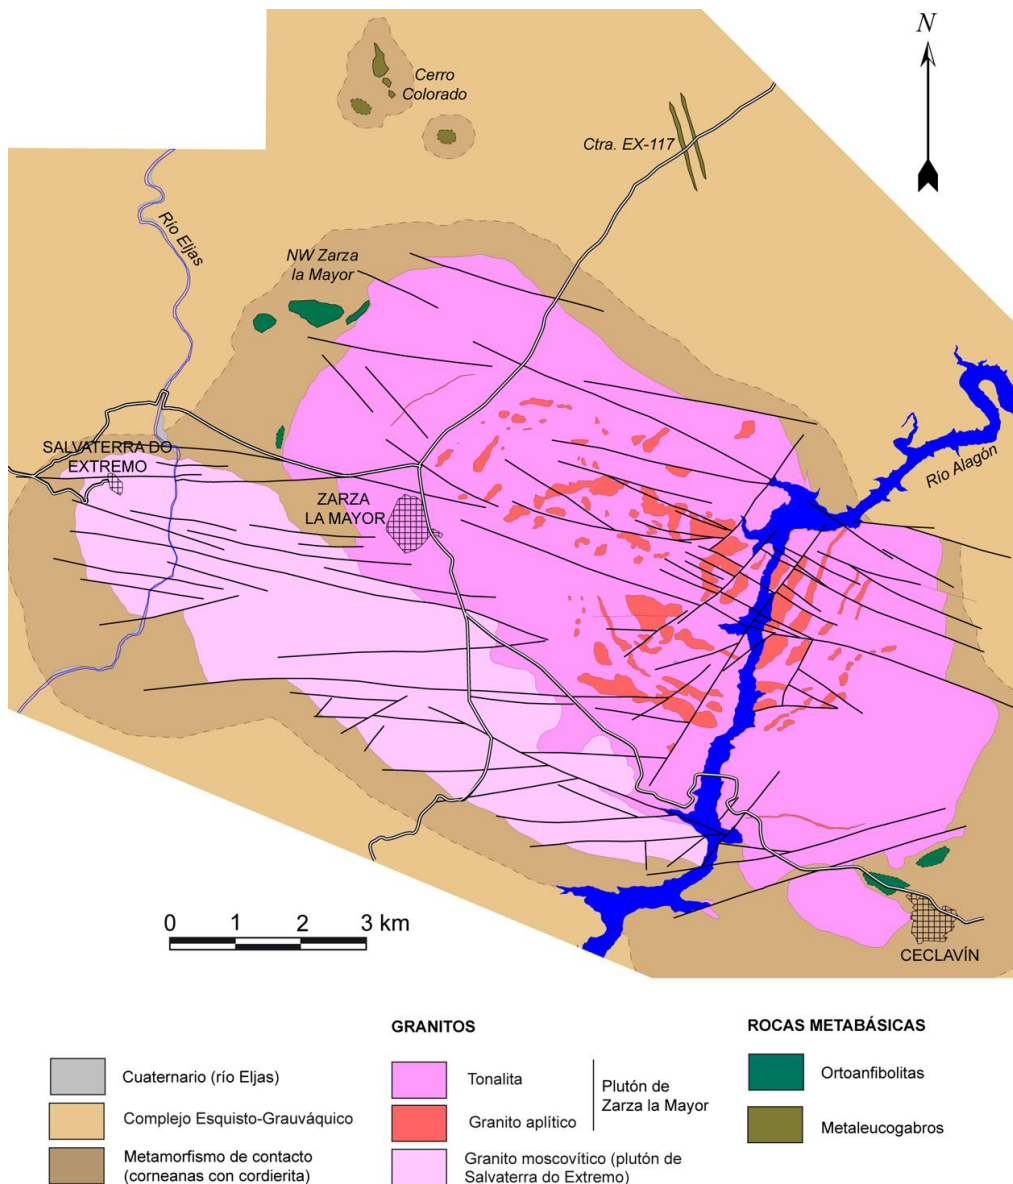 N
Cerro
Colorado
Ctra. EX-117
Río Eljas
NW Zarza
la Mayor
SALVATERRA DO
EXTREMO
ZARZA
LA MAYOR
Río Alagón
0 1 2 3 km
CECLAVÍN
GRANITOS
ROCAS METABÁSICAS
Cuaternario (río Eljas)
Complejo Esquisto-Grauváquico
Metamorfismo de contacto
(corneanas con cordierita)
Tonalita
Granito aplítico
Plutón de
Zarza la Mayor
Granito moscovítico (plutón de
Salvaterra do Extremo)
Ortoanfibolitas
Metaleucogabros